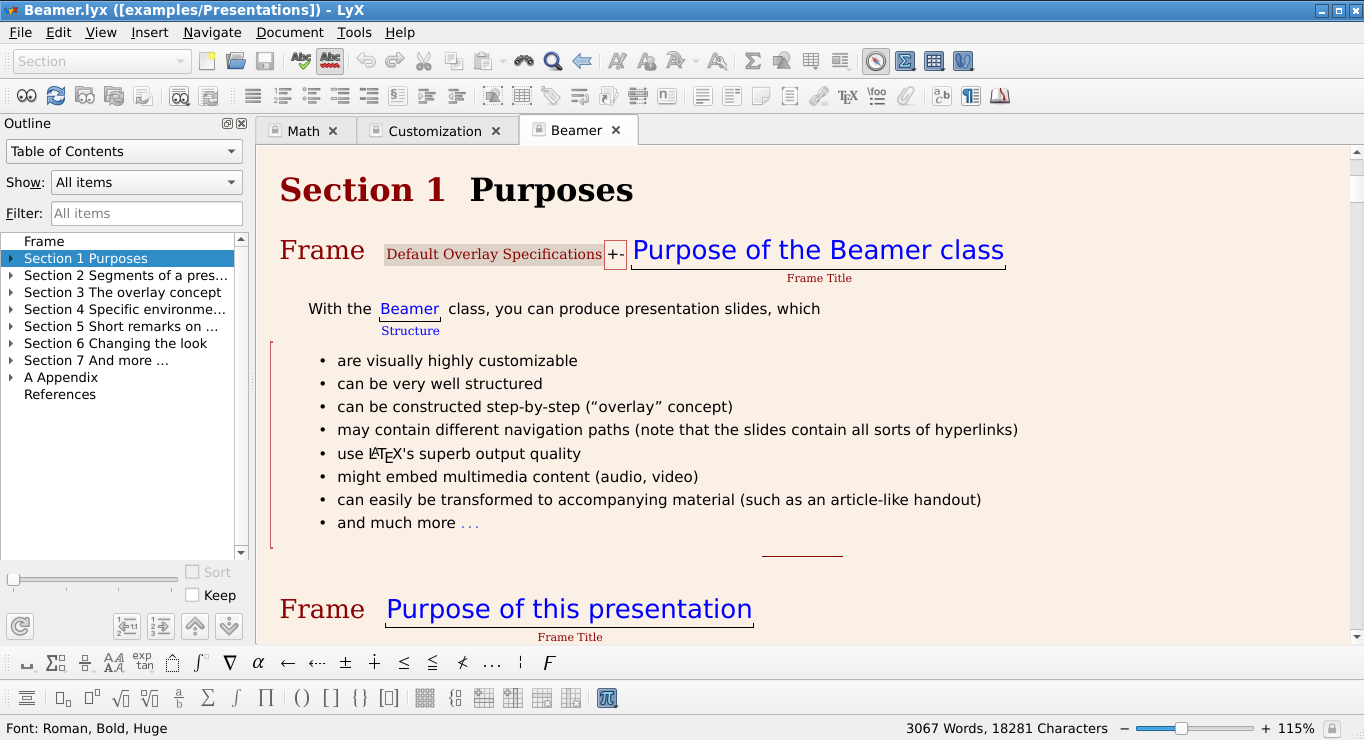 Beamer.lyx ([examples/Presentations]) - LyX
File Edit View Insert Navigate Document Tools Help
Section
Abc Abc
Outline
Table of Contents
Show: All items
Filter: All items
Frame
Section 1 Purposes
Section 2 Segments of a pres...
Section 3 The overlay concept
Section 4 Specific environme...
Section 5 Short remarks on ...
Section 6 Changing the look
Section 7 And more ...
A Appendix
References
Sort
Keep
Math
Customization
Beamer
Section 1 Purposes
Frame Default Overlay Specifications +- Purpose of the Beamer class
Frame Title
With the Beamer class, you can produce presentation slides, which
Structure
• are visually highly customizable
• can be very well structured
• can be constructed step-by-step (“overlay” concept)
• may contain different navigation paths (note that the slides contain all sorts of hyperlinks)
• use LATEX's superb output quality
• might embed multimedia content (audio, video)
• can easily be transformed to accompanying material (such as an article-like handout)
• and much more ...
Frame Purpose of this presentation
Frame Title
exp
tan
Font: Roman, Bold, Huge
3067 Words, 18281 Characters
115%